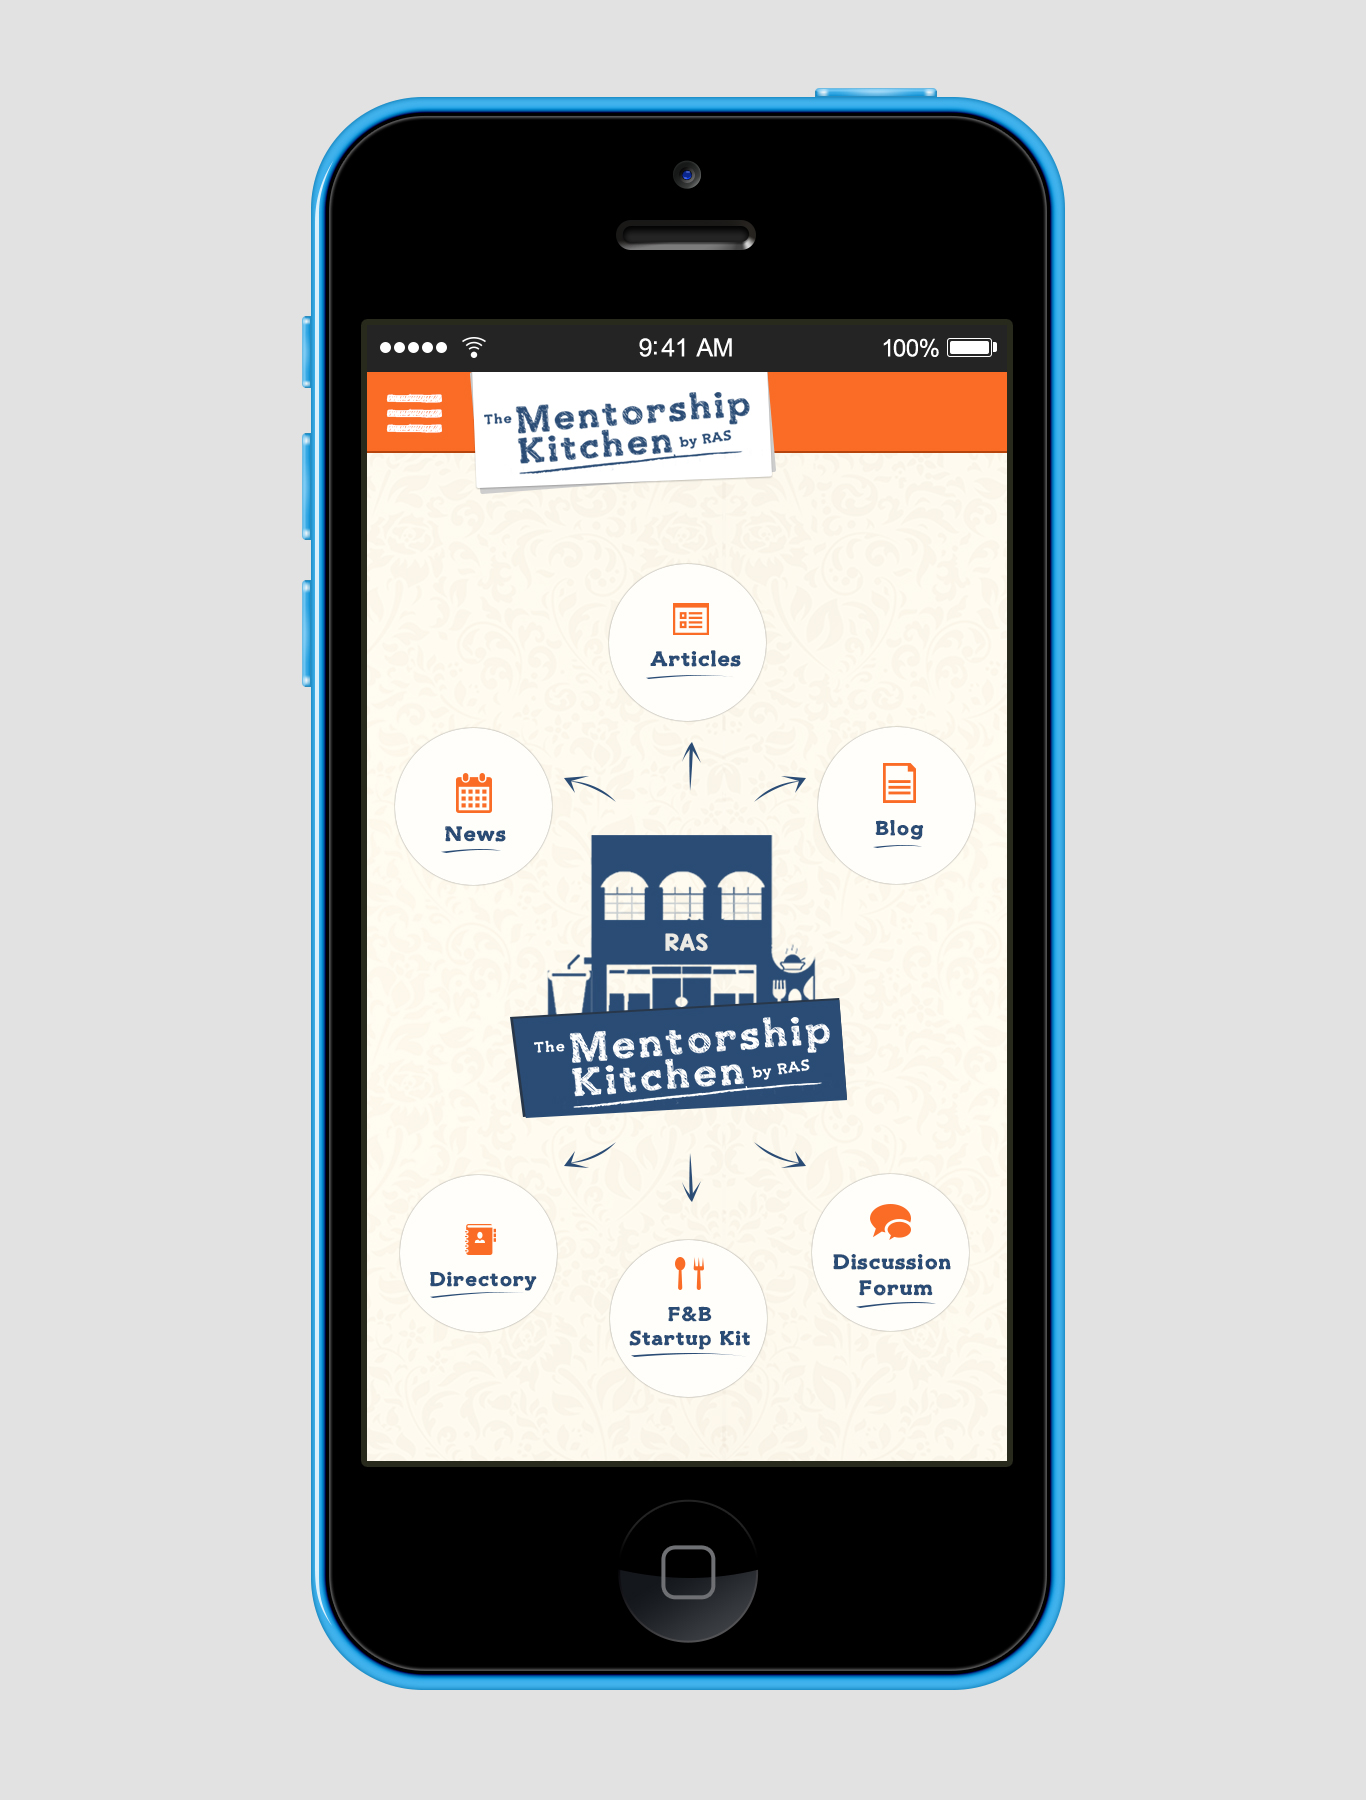 9:41 AM
100%
The Mentorship
Kitchen by RAS
Articles
News
Blog
RAS
The Mentorship
Kitchen by RAS
Directory
F&B
Startup Kit
Discussion
Forum